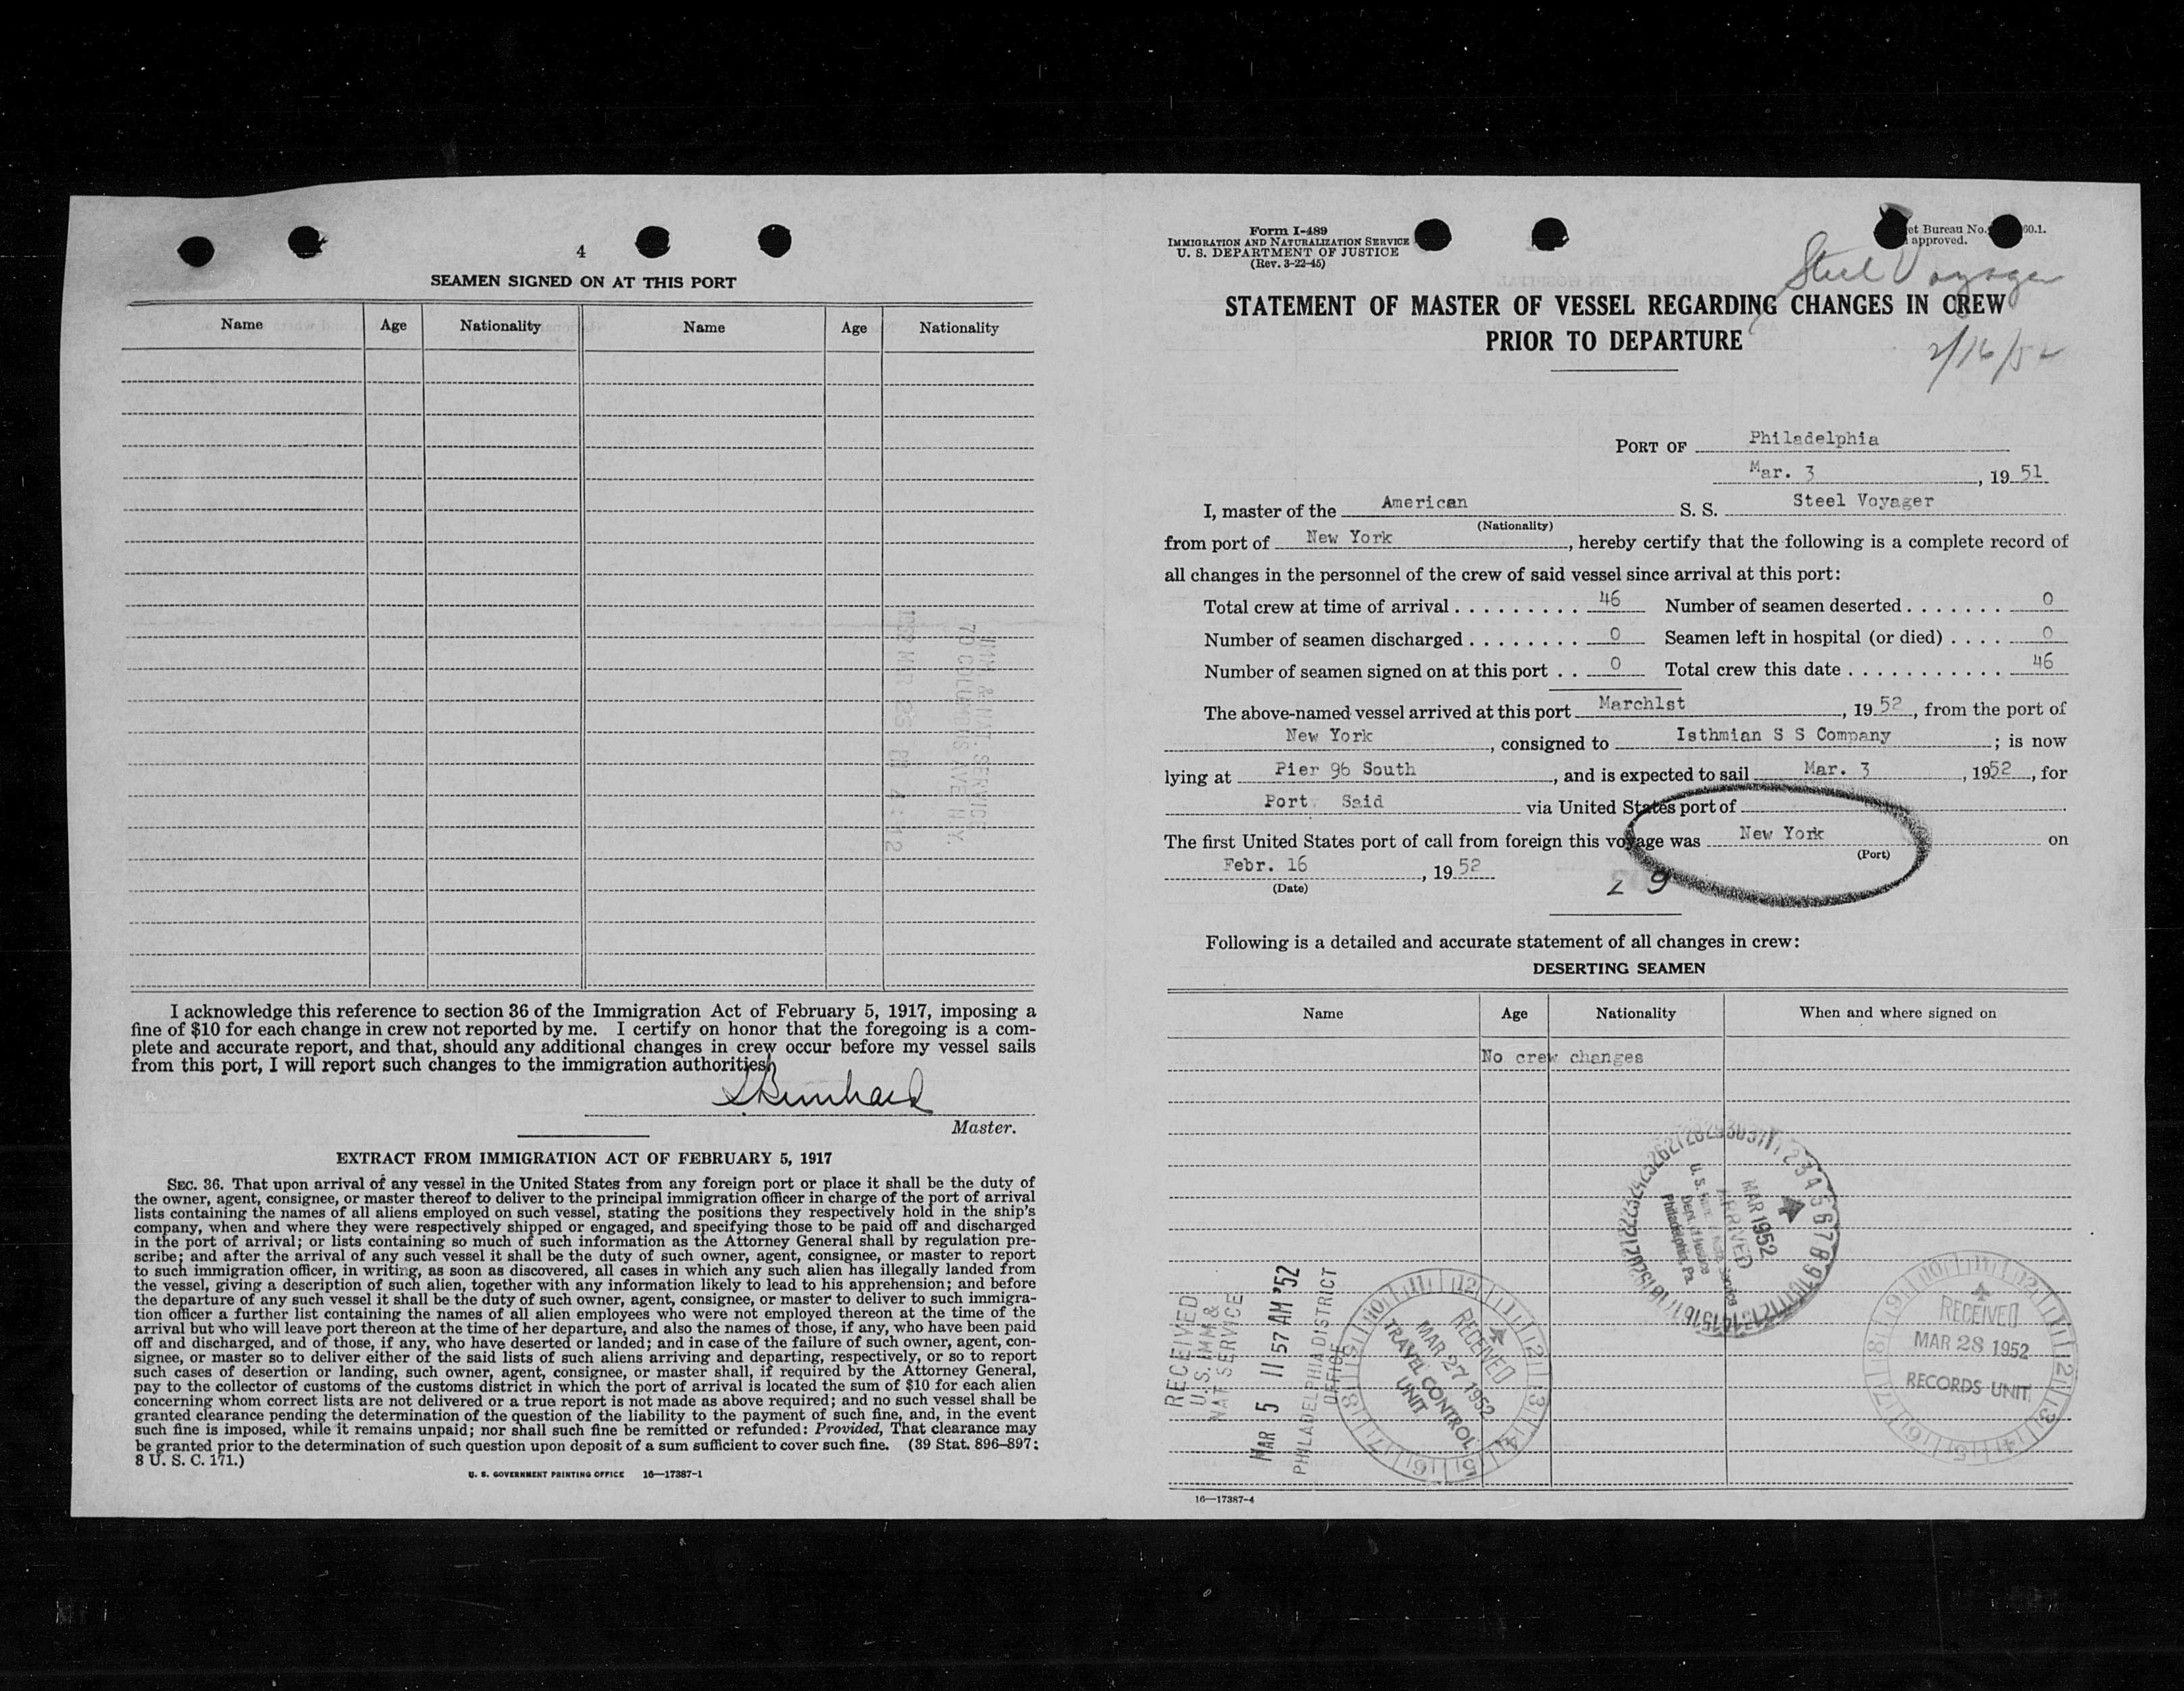 4
SEAMEN SIGNED ON AT THIS PORT
Name Age Nationality Name Age Nationality
IMM & NAT. SERVICE
70 COLUMBUS AVE N.Y.
I acknowledge this reference to section 36 of the Immigration Act of February 5, 1917, imposing a
fine of $10 for each change in crew not reported by me. I certify on honor that the foregoing is a com-
plete and accurate report, and that, should any additional changes in crew occur before my vessel sails
from this port, I will report such changes to the immigration authorities.
Master.
EXTRACT FROM IMMIGRATION ACT OF FEBRUARY 5, 1917
SEC. 36. That upon arrival of any vessel in the United States from any foreign port or place it shall be the duty of
the owner, agent, consignee, or master thereof to deliver to the principal immigration officer in charge of the port of arrival
lists containing the names of all aliens employed on such vessel, stating the positions they respectively hold in the ship's
company, when and where they were respectively shipped or engaged, and specifying those to be paid off and discharged
in the port of arrival; or lists containing so much of such information as the Attorney General shall by regulation pre-
scribe; and after the arrival of any such vessel it shall be the duty of such owner, agent, consignee, or master to report
to such immigration officer, in writing, as soon as discovered, all cases in which any such alien has illegally landed from
the vessel, giving a description of such alien, together with any information likely to lead to his apprehension; and before
the departure of any such vessel it shall be the duty of such owner, agent, consignee, or master to deliver to such immigra-
tion officer a further list containing the names of all alien employees who were not employed thereon at the time of the
arrival but who will leave port thereon at the time of her departure, and also the names of those, if any, who have been paid
off and discharged, and of those, if any, who have deserted or landed; and in case of the failure of such owner, agent, con-
signee, or master so to deliver either of the said lists of such aliens arriving and departing, respectively, or so to report
such cases of desertion or landing, such owner, agent, consignee, or master shall, if required by the Attorney General,
pay to the collector of customs of the customs district in which the port of arrival is located the sum of $10 for each alien
concerning whom correct lists are not delivered or a true report is not made as above required; and no such vessel shall be
granted clearance pending the determination of the question of the liability to the payment of such fine, and, in the event
such fine is imposed, while it remains unpaid; nor shall such fine be remitted or refunded: Provided, That clearance may
be granted prior to the determination of such question upon deposit of a sum sufficient to cover such fine. (39 Stat. 896–897;
8 U. S. C. 171.)
U. S. GOVERNMENT PRINTING OFFICE 16—17387-1
Form I-489
IMMIGRATION AND NATURALIZATION SERVICE
U. S. DEPARTMENT OF JUSTICE
(Rev. 3-22-45)
et Bureau No. 60.1.
approved.
Steel Voyager
STATEMENT OF MASTER OF VESSEL REGARDING CHANGES IN CREW
PRIOR TO DEPARTURE
2/16/52
PORT OF Philadelphia
Mar. 3, 19 51
I, master of the American S. S. Steel Voyager
(Nationality)
from port of New York, hereby certify that the following is a complete record of
all changes in the personnel of the crew of said vessel since arrival at this port:
Total crew at time of arrival . . . . . . . . . 46 Number of seamen deserted . . . . . . . 0
Number of seamen discharged . . . . . . . . 0 Seamen left in hospital (or died) . . . . 0
Number of seamen signed on at this port . . 0 Total crew this date . . . . . . . . . . . 46
The above-named vessel arrived at this port March1st, 19 52, from the port of
New York, consigned to Isthmian S S Company; is now
lying at Pier 96 South, and is expected to sail Mar. 3, 1952, for
Port Said via United States port of
The first United States port of call from foreign this voyage was New York on
(Port)
Febr. 16, 19 52
(Date)
2 9
Following is a detailed and accurate statement of all changes in crew:
DESERTING SEAMEN
Name Age Nationality When and where signed on
No crew changes
MAR 1952
ARRIVED
Dept. of Justice
Philadelphia, Pa.
RECEIVED
U.S. IMM &
NAT SERVICE
MAR 5 11 57 AM '52
PHILADELPHIA DISTRICT
OFFICE
RECEIVED
MAR 27 1952
TRAVEL CONTROL
UNIT
RECEIVED
MAR 28 1952
RECORDS UNIT
16—17387-4